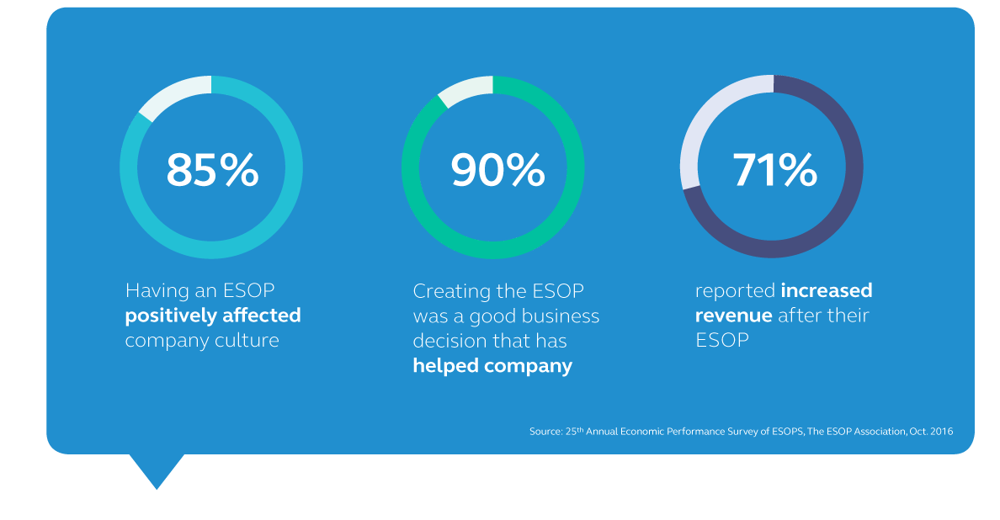 85%
Having an ESOP
positively affected
company culture
90%
Creating the ESOP
was a good business
decision that has
helped company
71%
reported increased
revenue after their
ESOP
Source: 25th Annual Economic Performance Survey of ESOPS, The ESOP Association, Oct. 2016